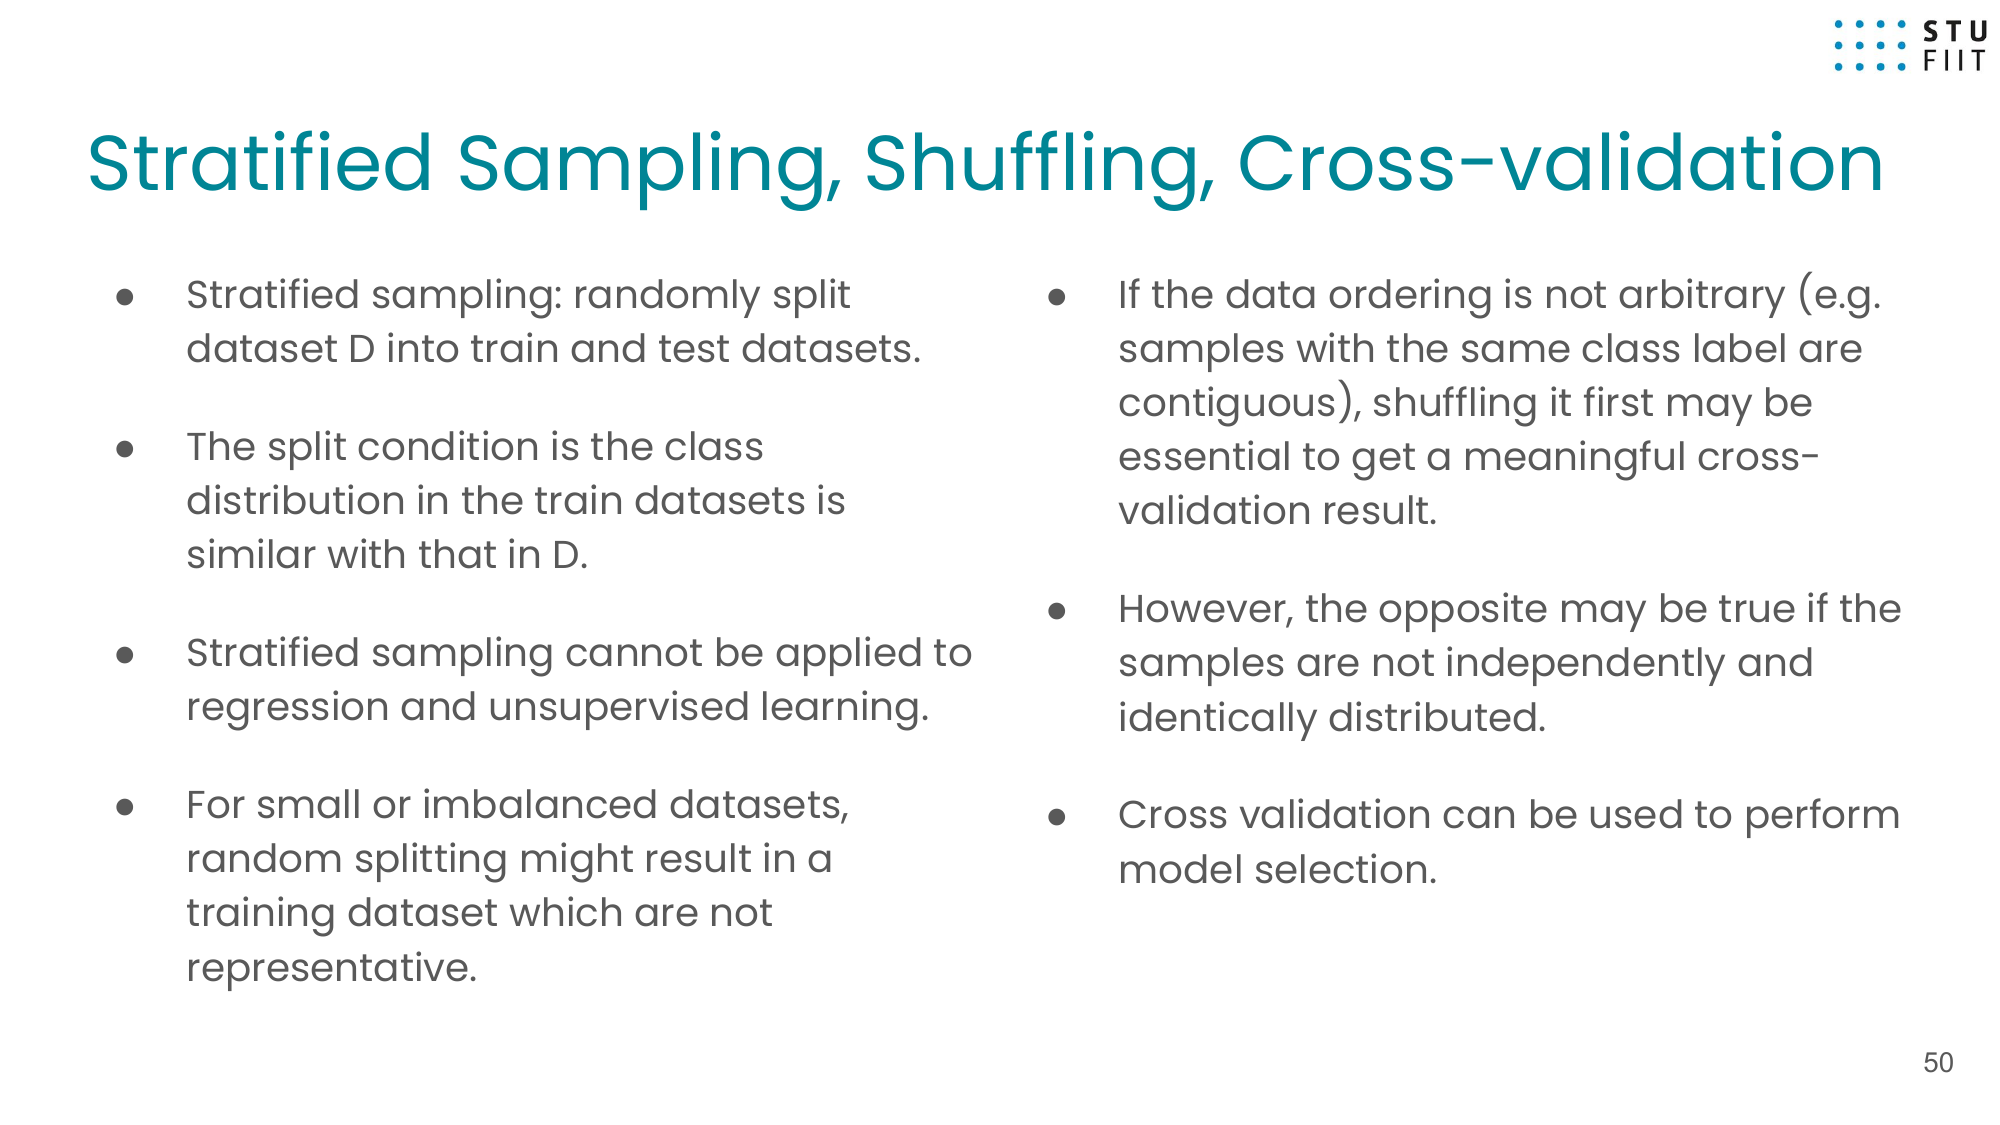 STU
FIIT
Stratified Sampling, Shuffling, Cross-validation
● Stratified sampling: randomly split
dataset D into train and test datasets.
● The split condition is the class
distribution in the train datasets is
similar with that in D.
● Stratified sampling cannot be applied to
regression and unsupervised learning.
● For small or imbalanced datasets,
random splitting might result in a
training dataset which are not
representative.
● If the data ordering is not arbitrary (e.g.
samples with the same class label are
contiguous), shuffling it first may be
essential to get a meaningful cross-
validation result.
● However, the opposite may be true if the
samples are not independently and
identically distributed.
● Cross validation can be used to perform
model selection.
50